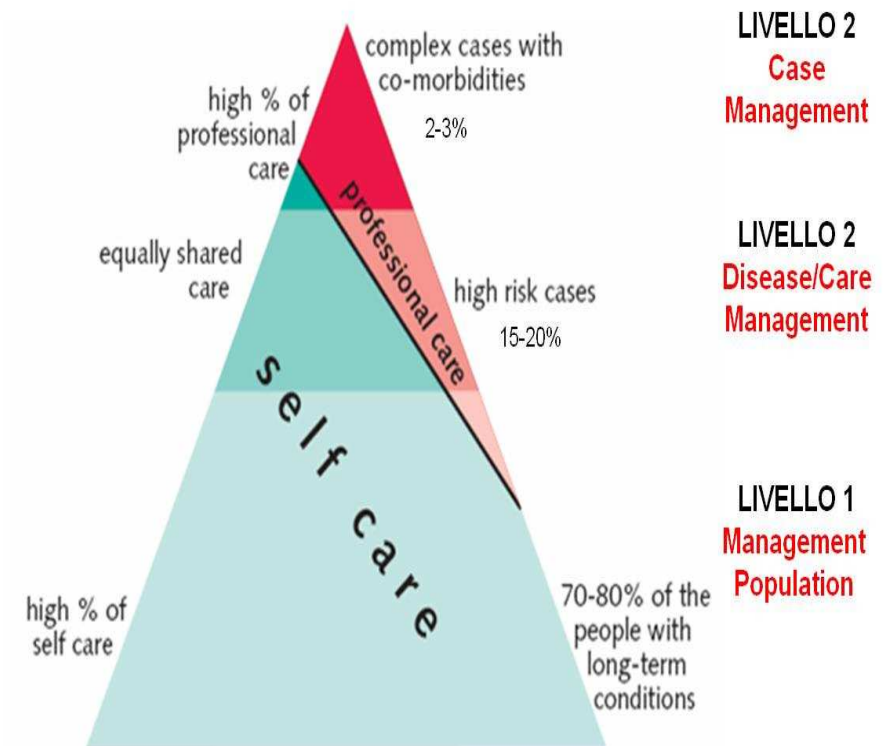 complex cases with
co-morbidities
2-3%
high % of
professional
care
LIVELLO 2
Case
Management
equally shared
care
professional care
high risk cases
15-20%
LIVELLO 2
Disease/Care
Management
self care
high % of
self care
70-80% of the
people with
long-term
conditions
LIVELLO 1
Management
Population